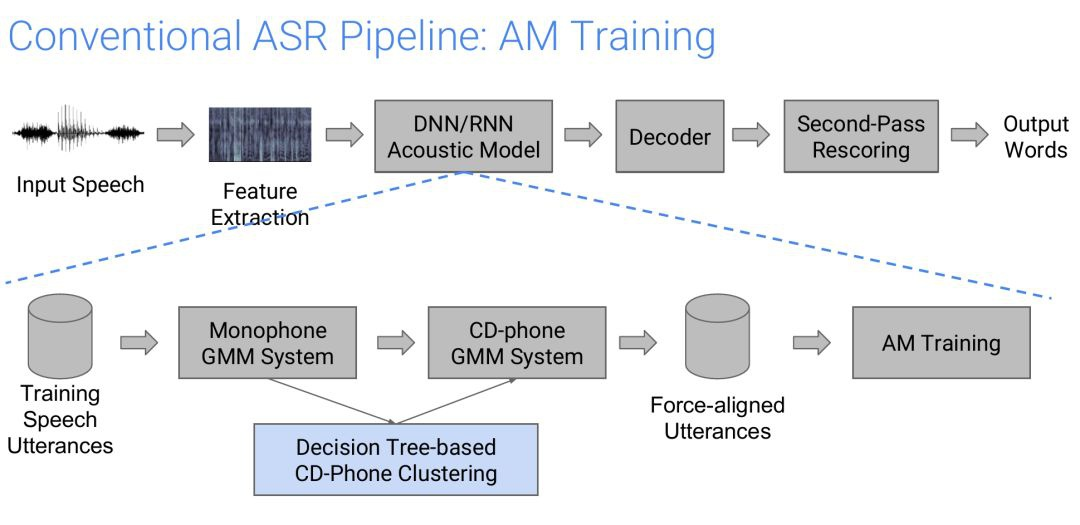 Conventional ASR Pipeline: AM Training
Input Speech
Feature
Extraction
DNN/RNN
Acoustic Model
Decoder
Second-Pass
Rescoring
Output
Words
Training
Speech
Utterances
Monophone
GMM System
CD-phone
GMM System
Decision Tree-based
CD-Phone Clustering
Force-aligned
Utterances
AM Training